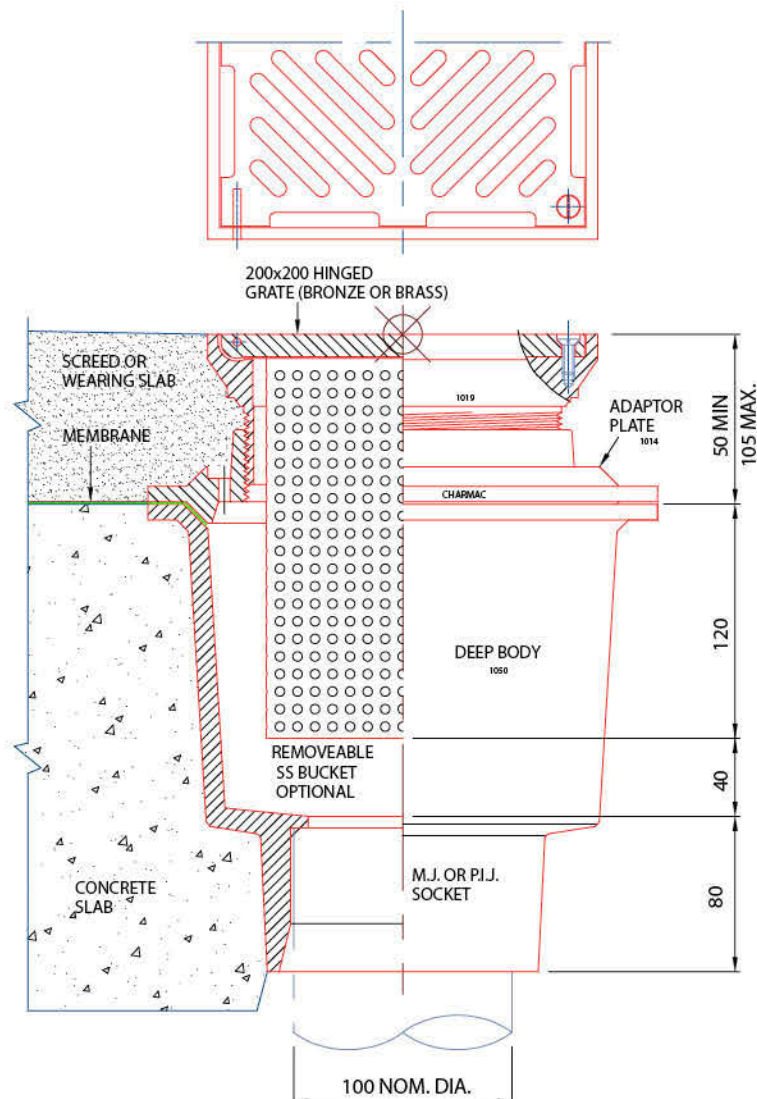 200x200 HINGED
GRATE (BRONZE OR BRASS)
SCREED OR
WEARING SLAB
MEMBRANE
1019
ADAPTOR
PLATE
1014
50 MIN
105 MAX.
CHARMAC
DEEP BODY
1050
120
REMOVEABLE
SS BUCKET
OPTIONAL
40
CONCRETE
SLAB
M.J. OR P.I.J.
SOCKET
80
100 NOM. DIA.